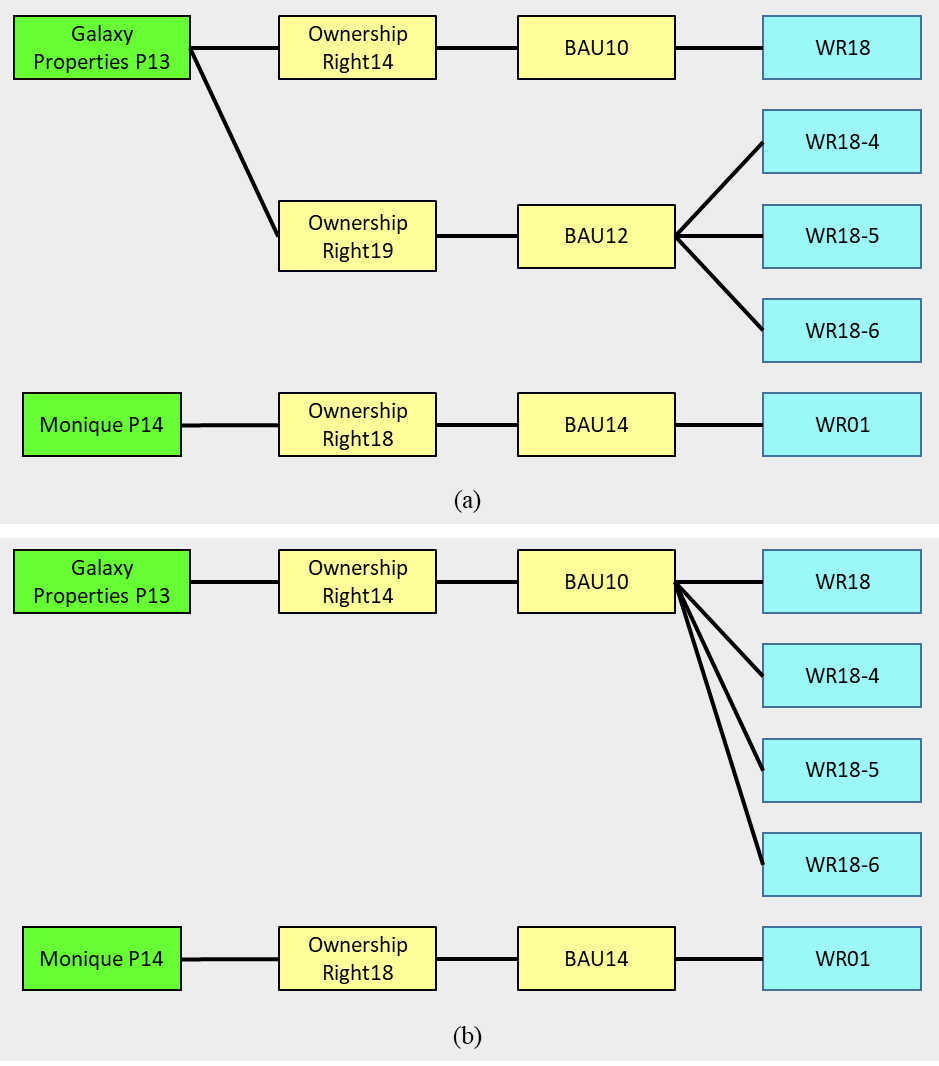 Galaxy
Properties P13
Ownership
Right14
BAU10
WR18
WR18-4
Ownership
Right19
BAU12
WR18-5
WR18-6
Monique P14
Ownership
Right18
BAU14
WR01
(a)
Galaxy
Properties P13
Ownership
Right14
BAU10
WR18
WR18-4
WR18-5
WR18-6
Monique P14
Ownership
Right18
BAU14
WR01
(b)